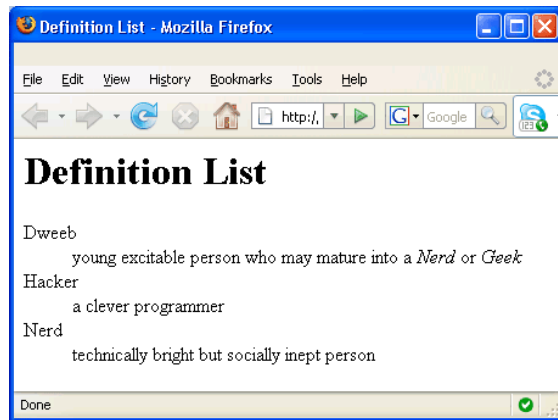 Definition List - Mozilla Firefox
File Edit View History Bookmarks Tools Help
http:/, G Google S 123
Definition List
Dweeb
young excitable person who may mature into a Nerd or Geek
Hacker
a clever programmer
Nerd
technically bright but socially inept person
Done